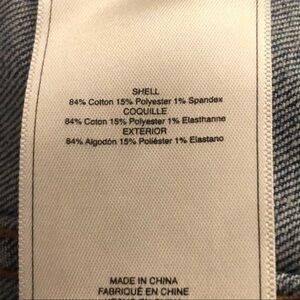 SHELL
84% Cotton 15% Polyester 1% Spandex
COQUILLE
84% Cotton 15% Polyester 1% Elasthanne
EXTERIOR
84% Algodón 15% Poliéster 1% Elastano
MADE IN CHINA
FABRIQUÉ EN CHINE